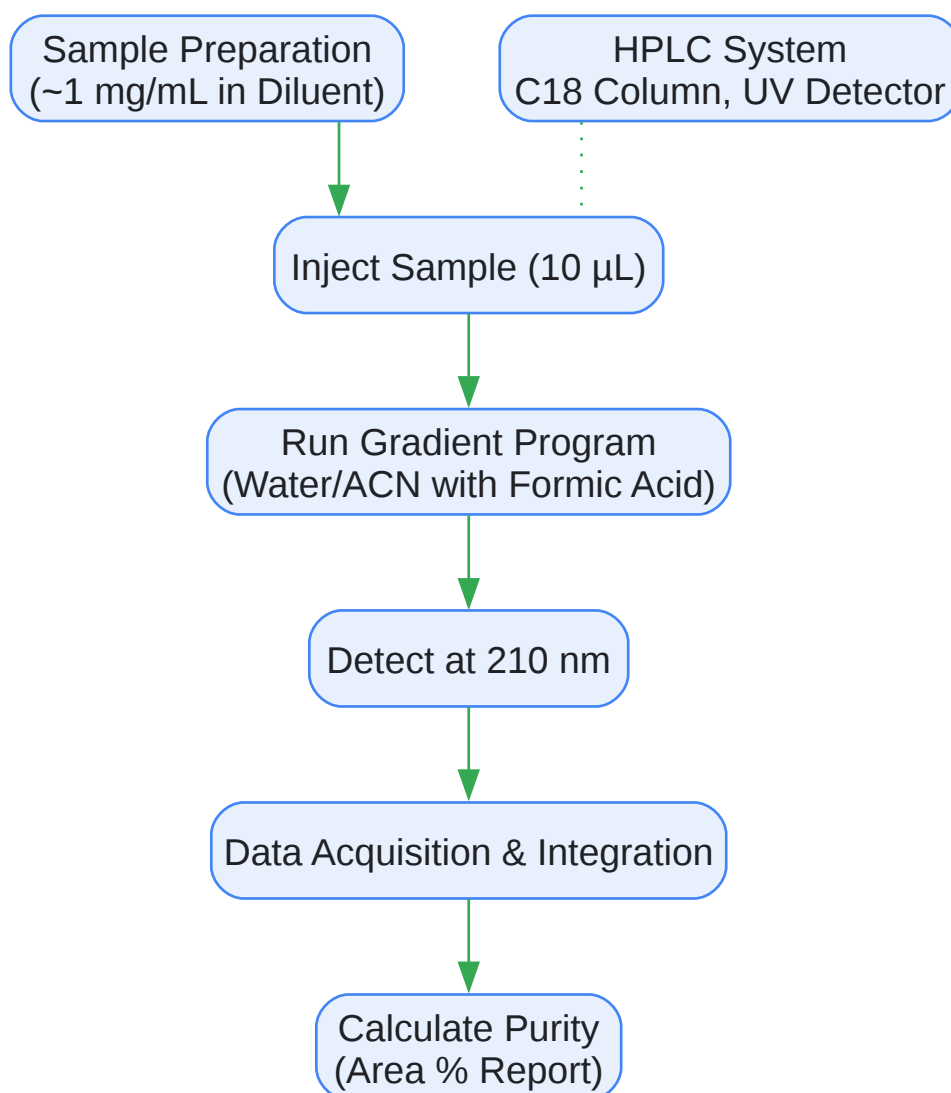 Sample Preparation
(~1 mg/mL in Diluent)
HPLC System
C18 Column, UV Detector
Inject Sample (10 µL)
Run Gradient Program
(Water/ACN with Formic Acid)
Detect at 210 nm
Data Acquisition & Integration
Calculate Purity
(Area % Report)